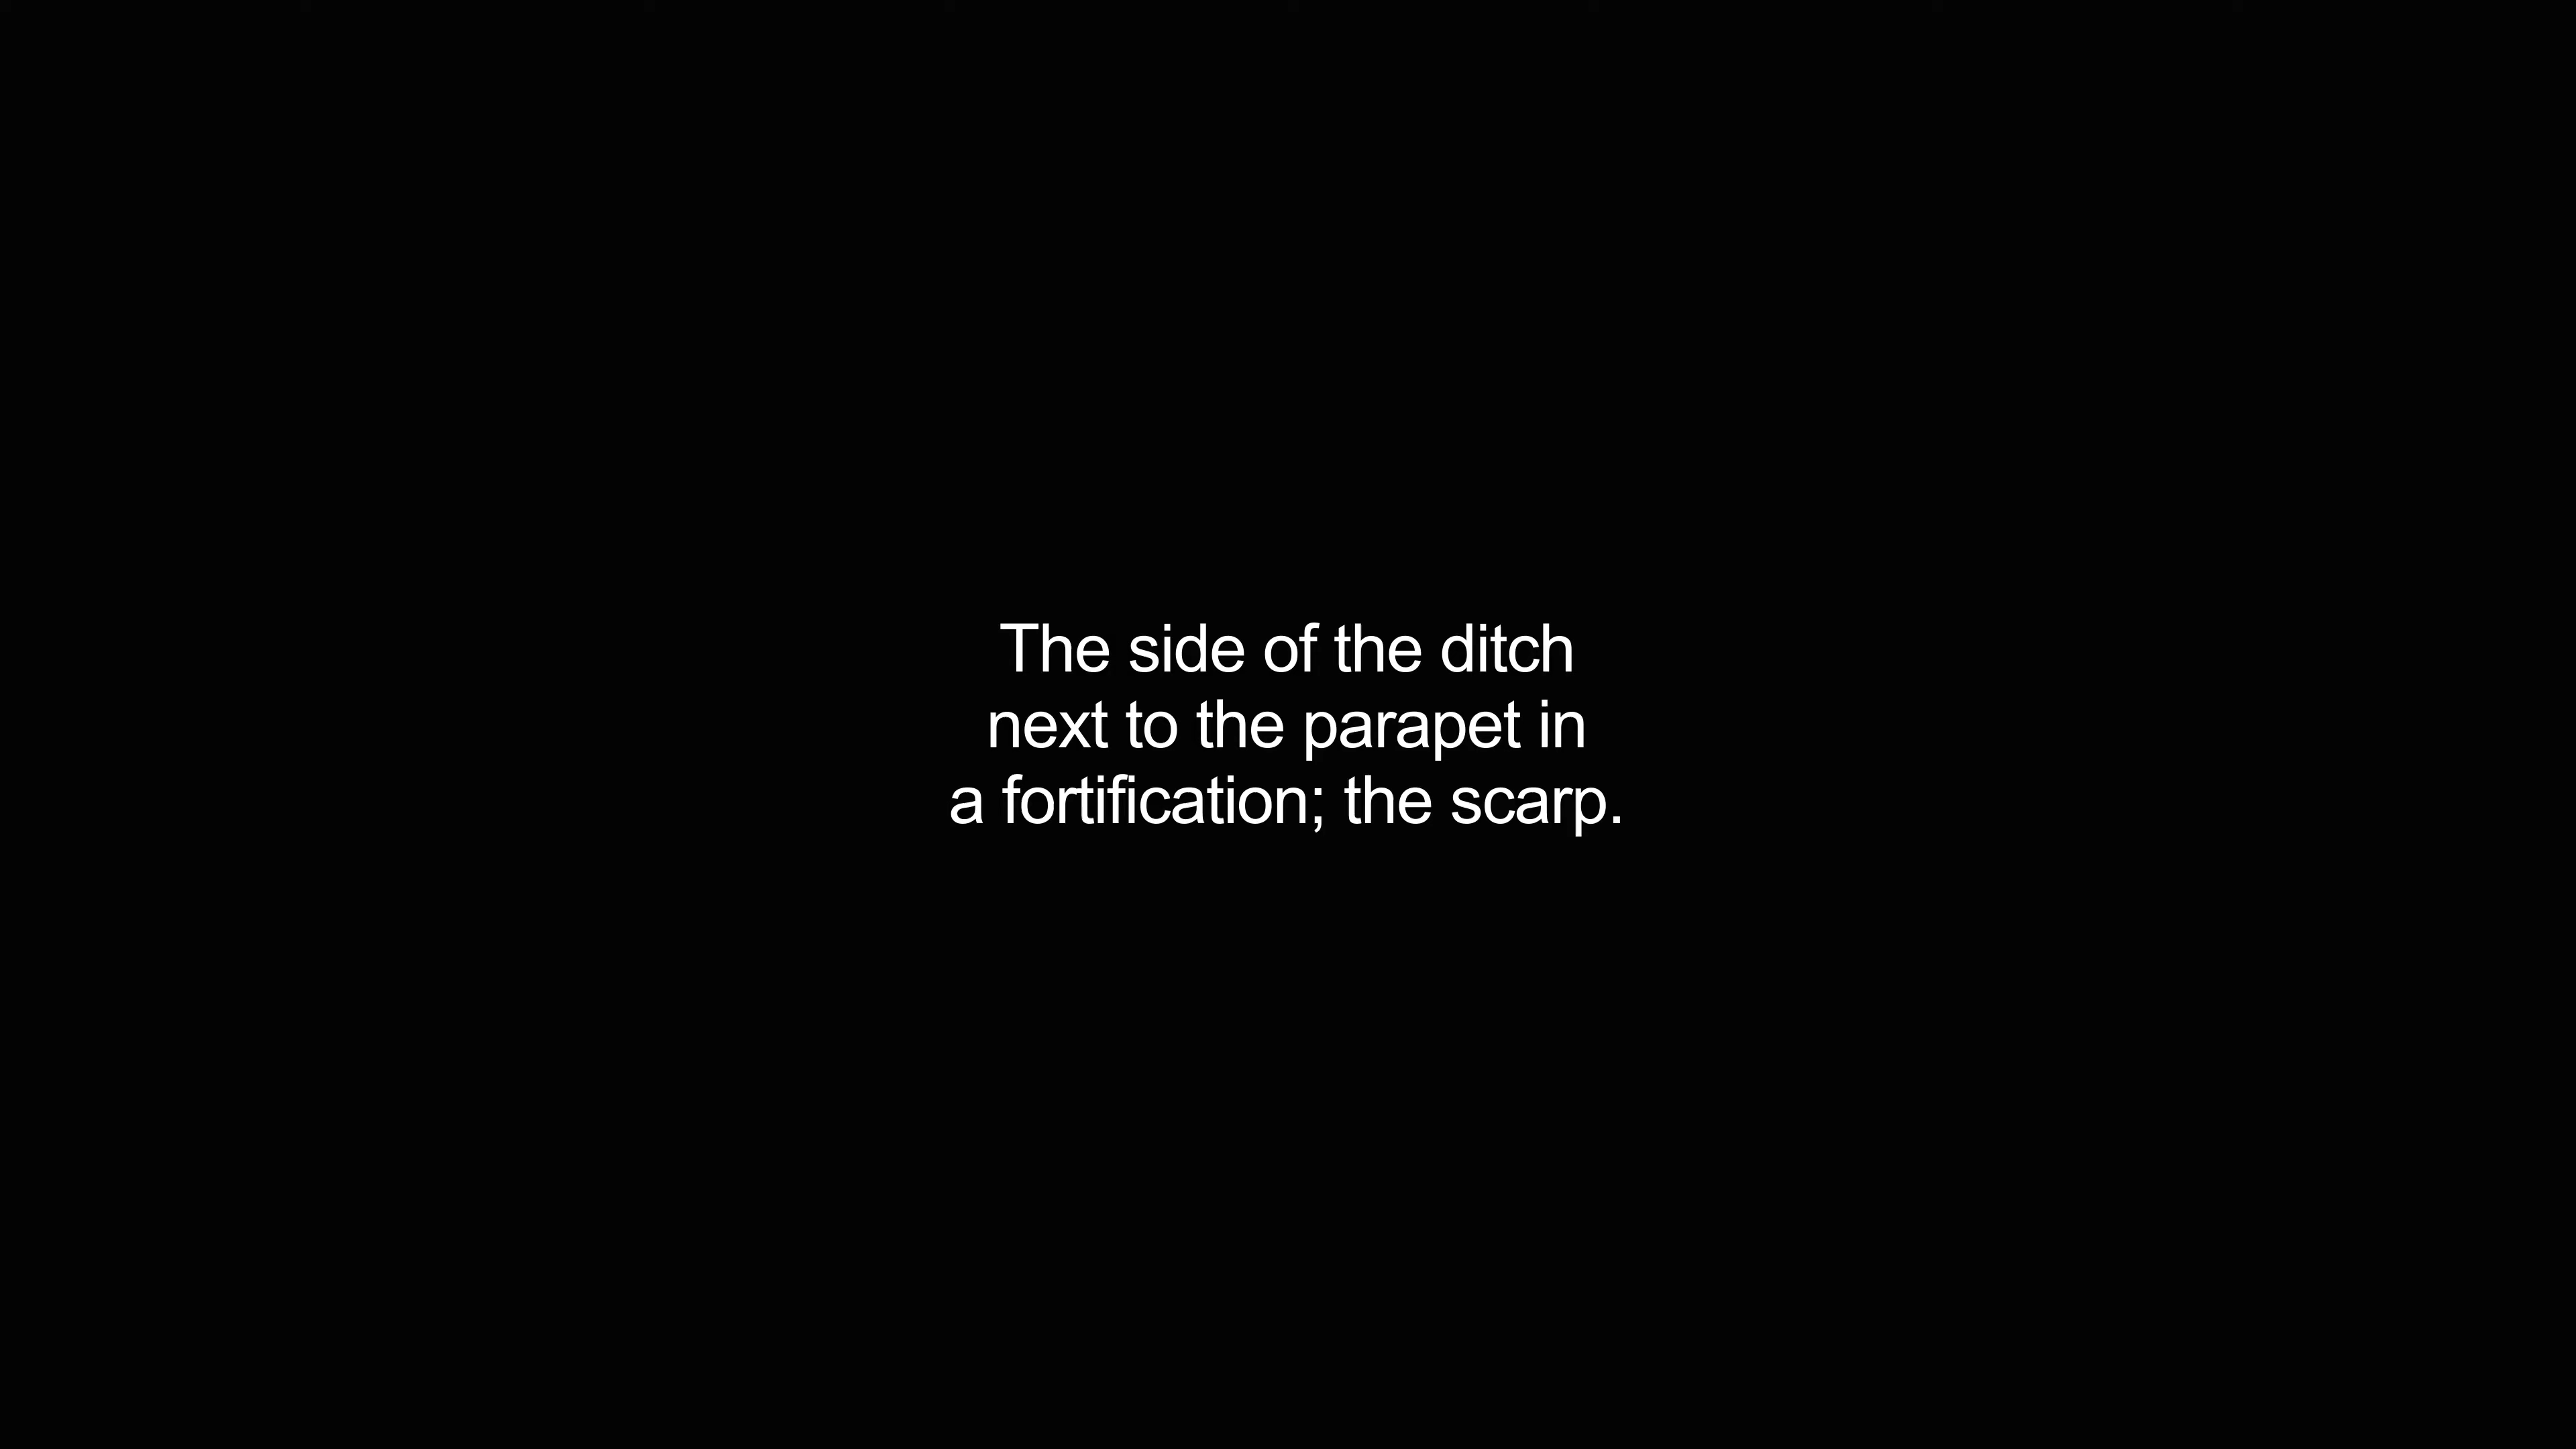 The side of the ditch
next to the parapet in
a fortification; the scarp.